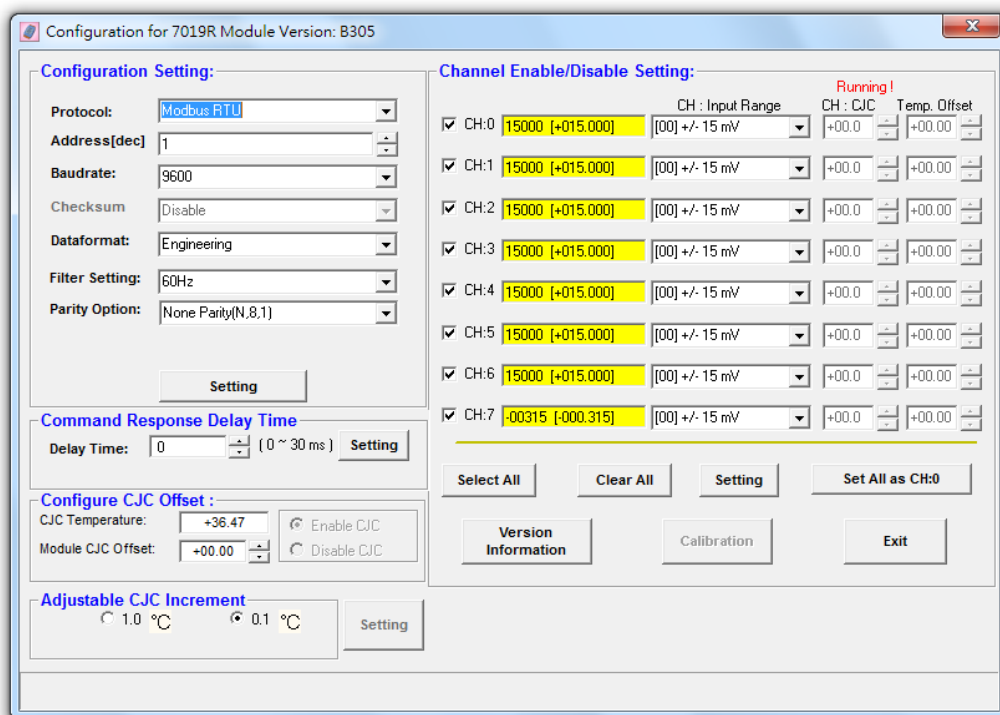 Configuration for 7019R Module Version: B305
Configuration Setting:
Protocol: Modbus RTU
Address[dec] 1
Baudrate: 9600
Checksum Disable
Dataformat: Engineering
Filter Setting: 60Hz
Parity Option: None Parity(N,8,1)
Setting
Command Response Delay Time
Delay Time: 0 ( 0 ~ 30 ms ) Setting
Configure CJC Offset :
CJC Temperature: +36.47
Module CJC Offset: +00.00
Enable CJC
Disable CJC
Adjustable CJC Increment
1.0 °C 0.1 °C
Setting
Channel Enable/Disable Setting:
Running !
CH : Input Range CH : CJC Temp. Offset
CH:0 15000 [+015.000] [00] +/- 15 mV +00.0 +00.00
CH:1 15000 [+015.000] [00] +/- 15 mV +00.0 +00.00
CH:2 15000 [+015.000] [00] +/- 15 mV +00.0 +00.00
CH:3 15000 [+015.000] [00] +/- 15 mV +00.0 +00.00
CH:4 15000 [+015.000] [00] +/- 15 mV +00.0 +00.00
CH:5 15000 [+015.000] [00] +/- 15 mV +00.0 +00.00
CH:6 15000 [+015.000] [00] +/- 15 mV +00.0 +00.00
CH:7 -00315 [-000.315] [00] +/- 15 mV +00.0 +00.00
Select All Clear All Setting Set All as CH:0
Version
Information
Calibration
Exit